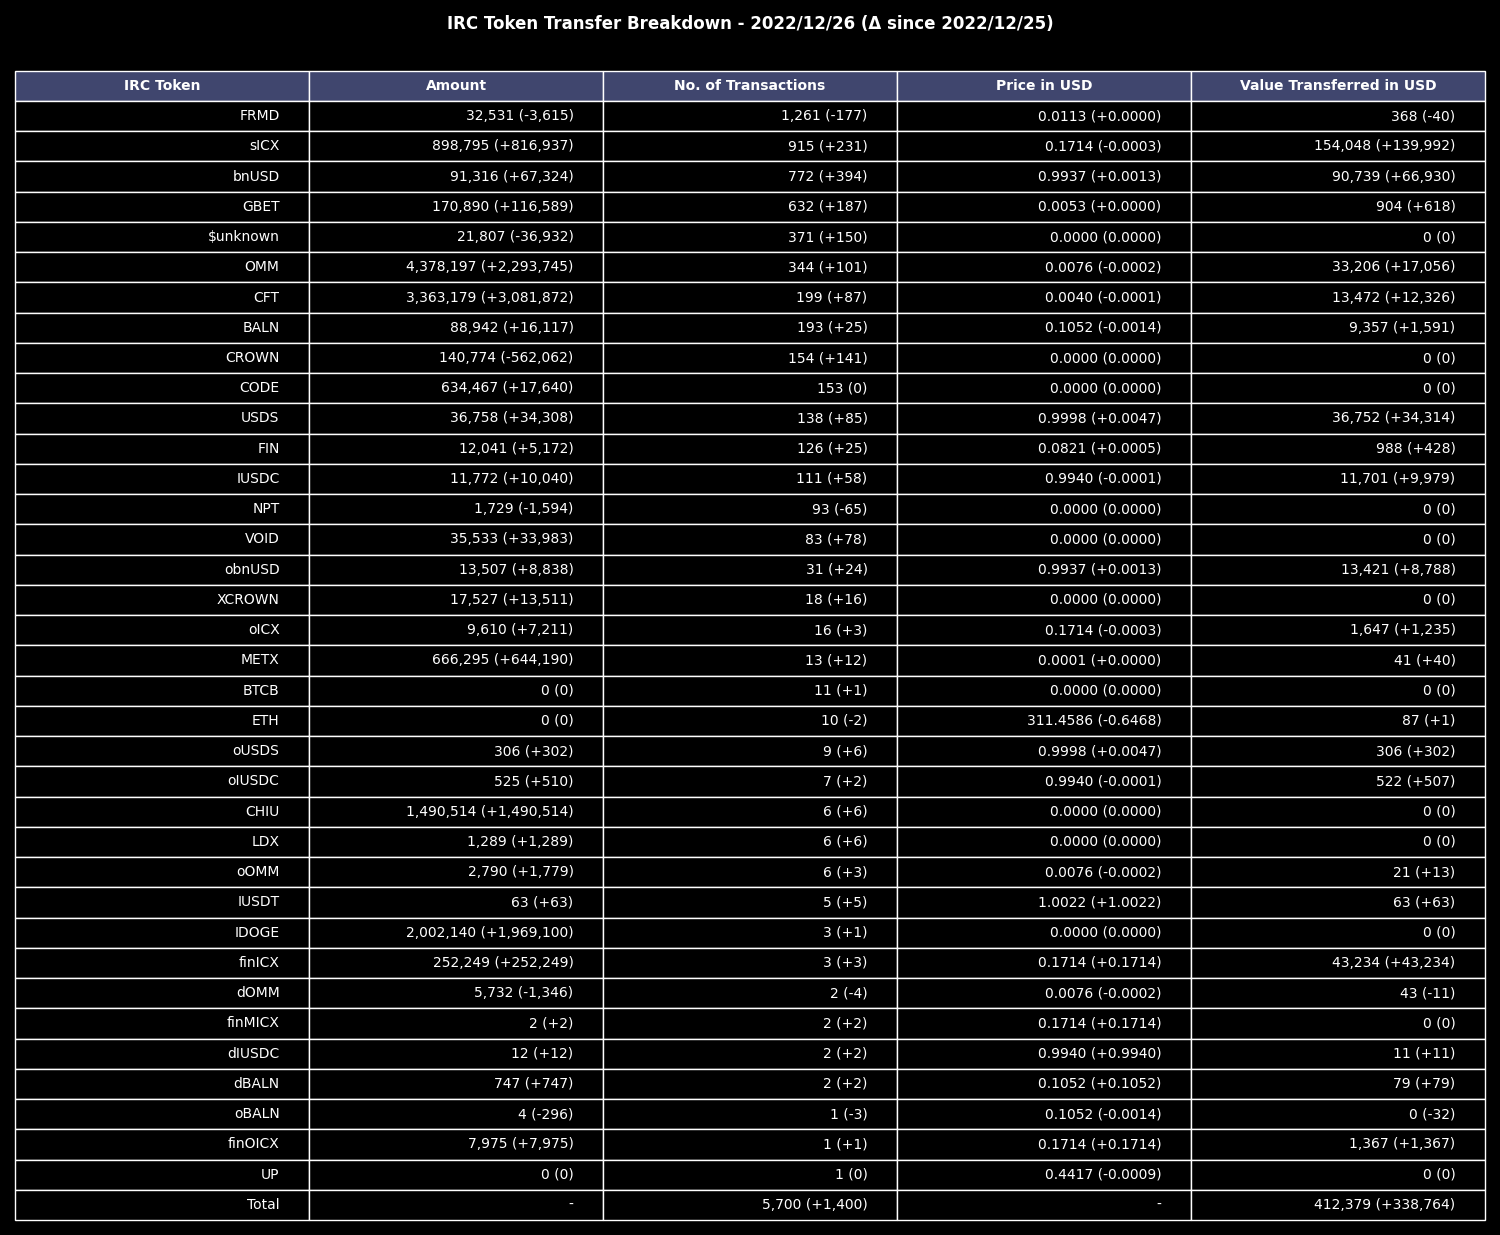 IRC Token Transfer Breakdown - 2022/12/26 (Δ since 2022/12/25)
IRC Token Amount No. of Transactions Price in USD Value Transferred in USD
FRMD 32,531 (-3,615) 1,261 (-177) 0.0113 (+0.0000) 368 (-40)
sICX 898,795 (+816,937) 915 (+231) 0.1714 (-0.0003) 154,048 (+139,992)
bnUSD 91,316 (+67,324) 772 (+394) 0.9937 (+0.0013) 90,739 (+66,930)
GBET 170,890 (+116,589) 632 (+187) 0.0053 (+0.0000) 904 (+618)
$unknown 21,807 (-36,932) 371 (+150) 0.0000 (0.0000) 0 (0)
OMM 4,378,197 (+2,293,745) 344 (+101) 0.0076 (-0.0002) 33,206 (+17,056)
CFT 3,363,179 (+3,081,872) 199 (+87) 0.0040 (-0.0001) 13,472 (+12,326)
BALN 88,942 (+16,117) 193 (+25) 0.1052 (-0.0014) 9,357 (+1,591)
CROWN 140,774 (-562,062) 154 (+141) 0.0000 (0.0000) 0 (0)
CODE 634,467 (+17,640) 153 (0) 0.0000 (0.0000) 0 (0)
USDS 36,758 (+34,308) 138 (+85) 0.9998 (+0.0047) 36,752 (+34,314)
FIN 12,041 (+5,172) 126 (+25) 0.0821 (+0.0005) 988 (+428)
IUSDC 11,772 (+10,040) 111 (+58) 0.9940 (-0.0001) 11,701 (+9,979)
NPT 1,729 (-1,594) 93 (-65) 0.0000 (0.0000) 0 (0)
VOID 35,533 (+33,983) 83 (+78) 0.0000 (0.0000) 0 (0)
obnUSD 13,507 (+8,838) 31 (+24) 0.9937 (+0.0013) 13,421 (+8,788)
XCROWN 17,527 (+13,511) 18 (+16) 0.0000 (0.0000) 0 (0)
oICX 9,610 (+7,211) 16 (+3) 0.1714 (-0.0003) 1,647 (+1,235)
METX 666,295 (+644,190) 13 (+12) 0.0001 (+0.0000) 41 (+40)
BTCB 0 (0) 11 (+1) 0.0000 (0.0000) 0 (0)
ETH 0 (0) 10 (-2) 311.4586 (-0.6468) 87 (+1)
oUSDS 306 (+302) 9 (+6) 0.9998 (+0.0047) 306 (+302)
oIUSDC 525 (+510) 7 (+2) 0.9940 (-0.0001) 522 (+507)
CHIU 1,490,514 (+1,490,514) 6 (+6) 0.0000 (0.0000) 0 (0)
LDX 1,289 (+1,289) 6 (+6) 0.0000 (0.0000) 0 (0)
oOMM 2,790 (+1,779) 6 (+3) 0.0076 (-0.0002) 21 (+13)
IUSDT 63 (+63) 5 (+5) 1.0022 (+1.0022) 63 (+63)
IDOGE 2,002,140 (+1,969,100) 3 (+1) 0.0000 (0.0000) 0 (0)
finICX 252,249 (+252,249) 3 (+3) 0.1714 (+0.1714) 43,234 (+43,234)
dOMM 5,732 (-1,346) 2 (-4) 0.0076 (-0.0002) 43 (-11)
finMICX 2 (+2) 2 (+2) 0.1714 (+0.1714) 0 (0)
dIUSDC 12 (+12) 2 (+2) 0.9940 (+0.9940) 11 (+11)
dBALN 747 (+747) 2 (+2) 0.1052 (+0.1052) 79 (+79)
oBALN 4 (-296) 1 (-3) 0.1052 (-0.0014) 0 (-32)
finOICX 7,975 (+7,975) 1 (+1) 0.1714 (+0.1714) 1,367 (+1,367)
UP 0 (0) 1 (0) 0.4417 (-0.0009) 0 (0)
Total - 5,700 (+1,400) - 412,379 (+338,764)